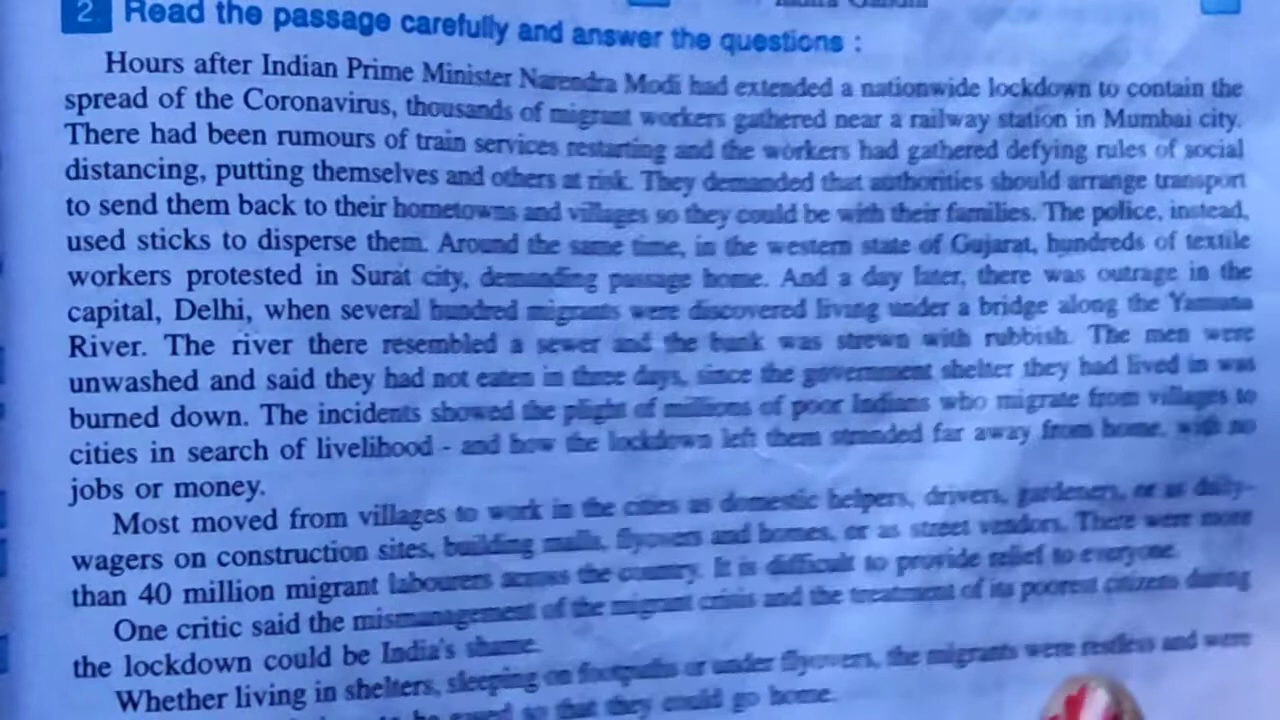 2. Read the passage carefully and answer the questions :
Hours after Indian Prime Minister Narendra Modi had extended a nationwide lockdown to contain the
spread of the Coronavirus, thousands of migrant workers gathered near a railway station in Mumbai city.
There had been rumours of train services restarting and the workers had gathered defying rules of social
distancing, putting themselves and others at risk. They demanded that authorities should arrange transport
to send them back to their hometowns and villages so they could be with their families. The police, instead,
used sticks to disperse them. Around the same time, in the western state of Gujarat, hundreds of textile
workers protested in Surat city, demanding passage home. And a day later, there was outrage in the
capital, Delhi, when several hundred migrants were discovered living under a bridge along the Yamuna
River. The river there resembled a sewer and the bank was strewn with rubbish. The men were
unwashed and said they had not eaten in three days, since the government shelter they had lived in was
burned down. The incidents showed the plight of millions of poor Indians who migrate from villages to
cities in search of livelihood - and how the lockdown left them stranded far away from home, with no
jobs or money.
Most moved from villages to work in the cities as domestic helpers, drivers, gardeners, or as daily-
wagers on construction sites, building malls, flyovers and homes, or as street vendors. There were more
than 40 million migrant labourers across the country. It is difficult to provide relief to everyone.
One critic said the mismanagement of the migrant crisis and the treatment of its poorest citizens during
the lockdown could be India's shame.
Whether living in shelters, sleeping on footpaths or under flyovers, the migrants were restless and were
so that they could go home.